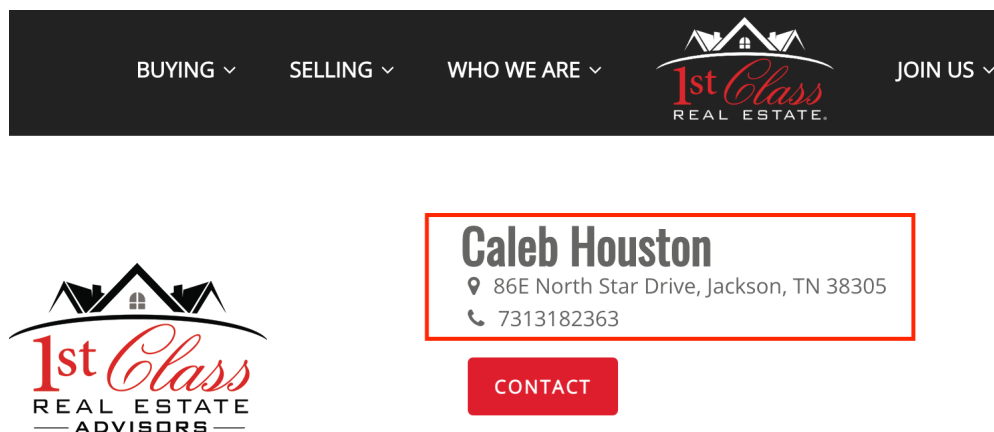 BUYING SELLING WHO WE ARE JOIN US
1st Class
REAL ESTATE.
Caleb Houston
86E North Star Drive, Jackson, TN 38305
7313182363
CONTACT
1st Class
REAL ESTATE
ADVISORS